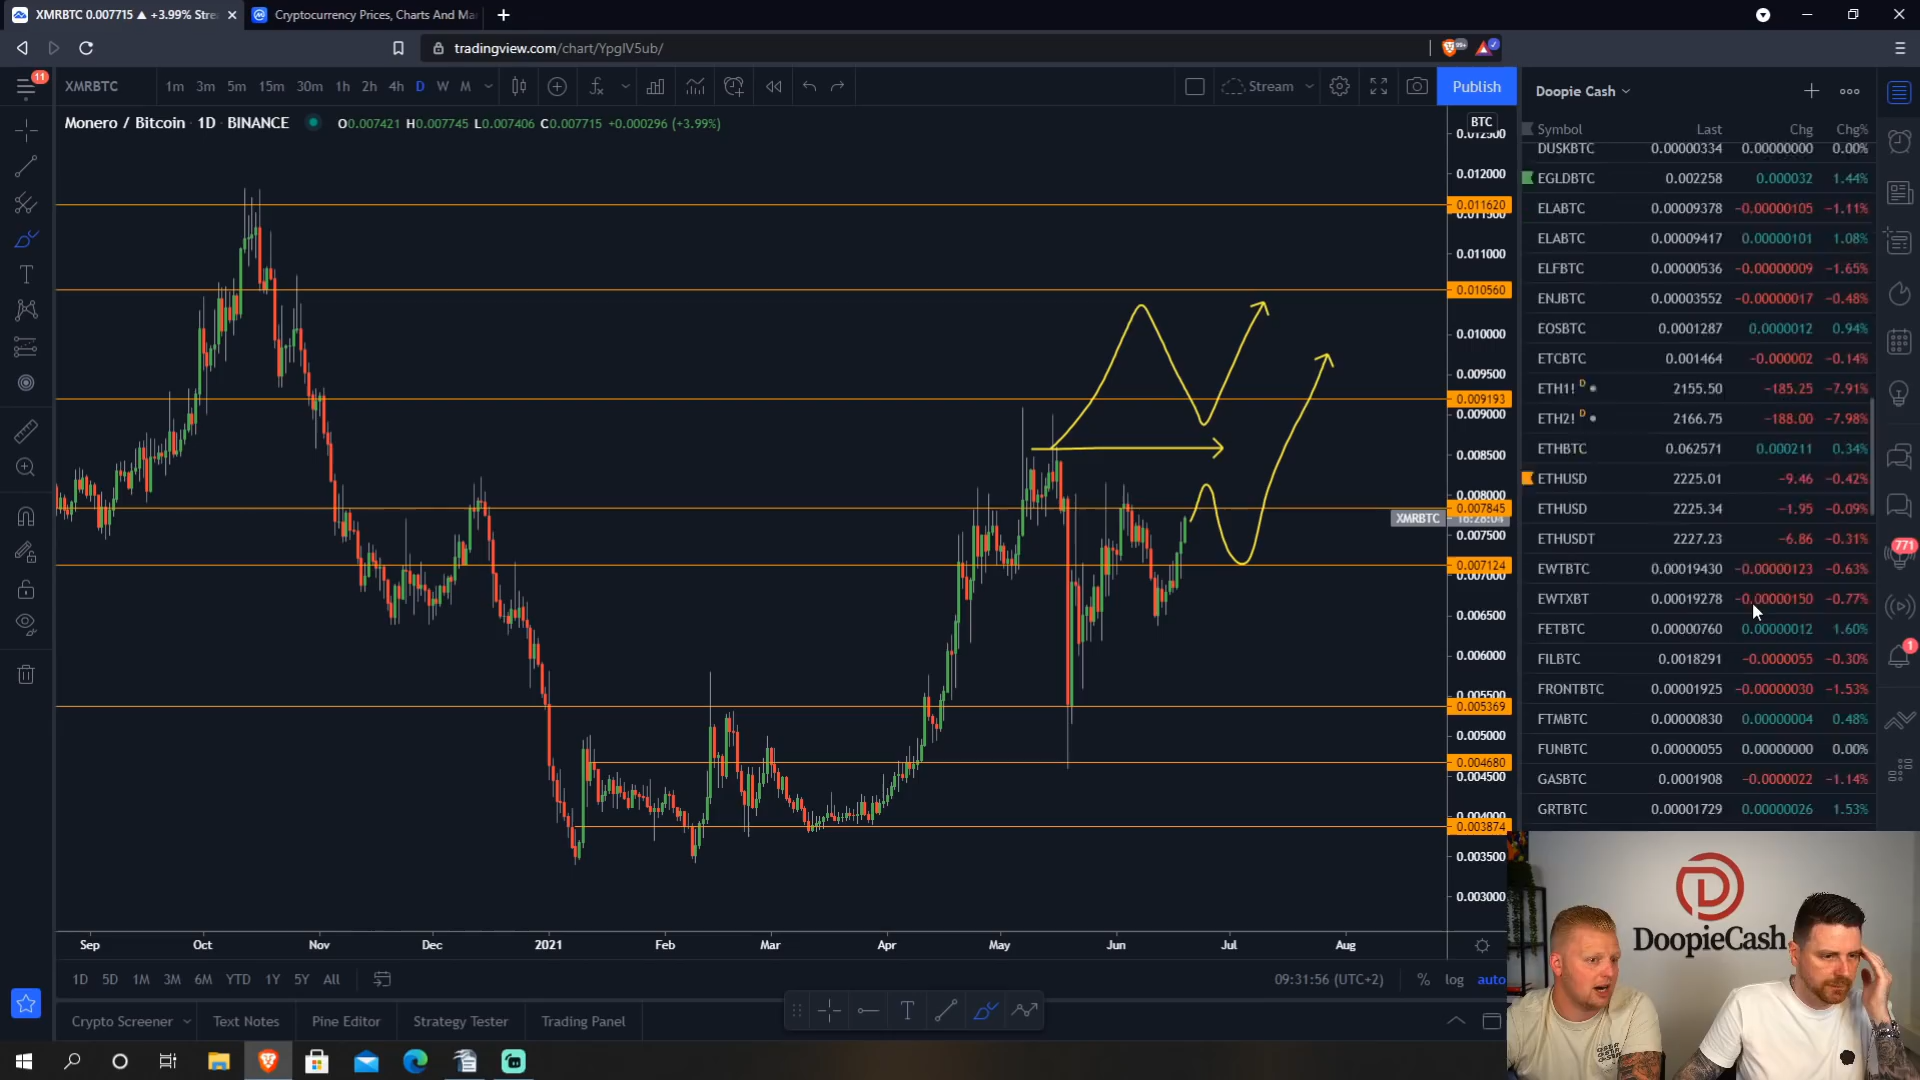 XMRBTC 0.007715 ▲ +3.99% Stre
Cryptocurrency Prices, Charts And Ma
tradingview.com/chart/YpglV5ub/
99+
11
XMRBTC
1m 3m 5m 15m 30m 1h 2h 4h D W M
Stream
Publish
Monero / Bitcoin · 1D · BINANCE O0.007421 H0.007745 L0.007406 C0.007715 +0.000296 (+3.99%)
BTC
0.012500
0.012000
0.01162
0.011500
0.011000
0.010560
0.010000
0.009500
0.009193
0.009000
0.008500
0.008000
0.007845
XMRBTC 16:28:04
0.007500
0.007124
0.007000
0.006500
0.006000
0.005500
0.005369
0.005000
0.004680
0.004500
0.004000
0.003874
0.003500
0.003000
Sep Oct Nov Dec 2021 Feb Mar Apr May Jun Jul Aug
1D 5D 1M 3M 6M YTD 1Y 5Y All
09:31:56 (UTC+2) % log auto
Crypto Screener Text Notes Pine Editor Strategy Tester Trading Panel
Doopie Cash
Symbol Last Chg Chg%
DUSKBTC 0.00000334 0.00000000 0.00%
EGLDBTC 0.002258 0.000032 1.44%
ELABTC 0.00009378 −0.00000105 −1.11%
ELABTC 0.00009417 0.00000101 1.08%
ELFBTC 0.00000536 −0.00000009 −1.65%
ENJBTC 0.00003552 −0.00000017 −0.48%
EOSBTC 0.0001287 0.0000012 0.94%
ETCBTC 0.001464 −0.000002 −0.14%
ETH1! D 2155.50 −185.25 −7.91%
ETH2! D 2166.75 −188.00 −7.98%
ETHBTC 0.062571 0.000211 0.34%
ETHUSD 2225.01 −9.46 −0.42%
ETHUSD 2225.34 −1.95 −0.09%
ETHUSDT 2227.23 −6.86 −0.31%
EWTBTC 0.00019430 −0.00000123 −0.63%
EWTXBT 0.00019278 −0.00000150 −0.77%
FETBTC 0.00000760 0.00000012 1.60%
FILBTC 0.0018291 −0.0000055 −0.30%
FRONTBTC 0.00001925 −0.00000030 −1.53%
FTMBTC 0.00000830 0.00000004 0.48%
FUNBTC 0.00000055 0.00000000 0.00%
GASBTC 0.0001908 −0.0000022 −1.14%
GRTBTC 0.00001729 0.00000026 1.53%
771
1
DoopieCash